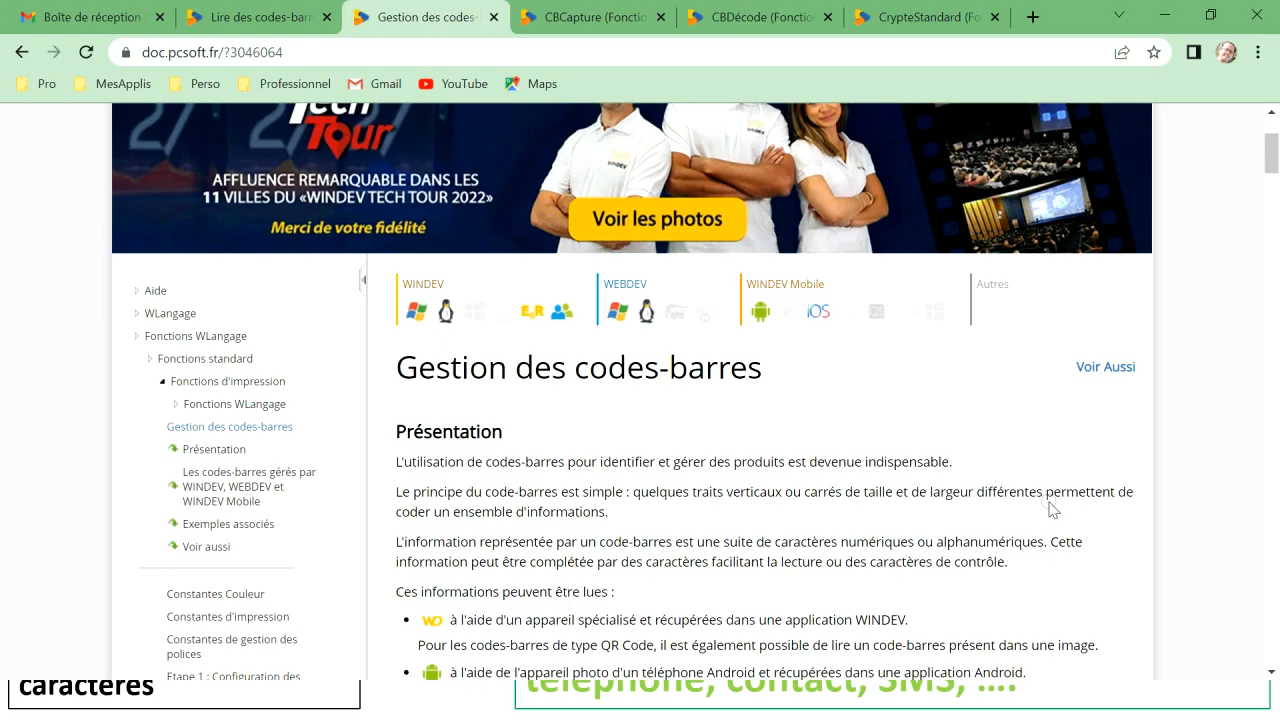 Boîte de réception
Lire des codes-barr
Gestion des codes-
CBCapture (Fonctio
CBDécode (Fonctio
CrypteStandard (Fo
doc.pcsoft.fr/?3046064
Pro
MesApplis
Perso
Professionnel
Gmail
YouTube
Maps
27
Tech
Tour
AFFLUENCE REMARQUABLE DANS LES
11 VILLES DU «WINDEV TECH TOUR 2022»
Merci de votre fidélité
Voir les photos
Aide
WLangage
Fonctions WLangage
Fonctions standard
Fonctions d'impression
Fonctions WLangage
Gestion des codes-barres
Présentation
Les codes-barres gérés par
WINDEV, WEBDEV et
WINDEV Mobile
Exemples associés
Voir aussi
Constantes Couleur
Constantes d'impression
Constantes de gestion des
polices
Etape 1 : Configuration des
WINDEV
WEBDEV
WINDEV Mobile
Autres
E&R
iOS
Gestion des codes-barres
Voir Aussi
Présentation
L'utilisation de codes-barres pour identifier et gérer des produits est devenue indispensable.
Le principe du code-barres est simple : quelques traits verticaux ou carrés de taille et de largeur différentes permettent de
coder un ensemble d'informations.
L'information représentée par un code-barres est une suite de caractères numériques ou alphanumériques. Cette
information peut être complétée par des caractères facilitant la lecture ou des caractères de contrôle.
Ces informations peuvent être lues :
WD à l'aide d'un appareil spécialisé et récupérées dans une application WINDEV.
Pour les codes-barres de type QR Code, il est également possible de lire un code-barres présent dans une image.
à l'aide de l'appareil photo d'un téléphone Android et récupérées dans une application Android.
caractères
téléphone, contact, SMS, ....